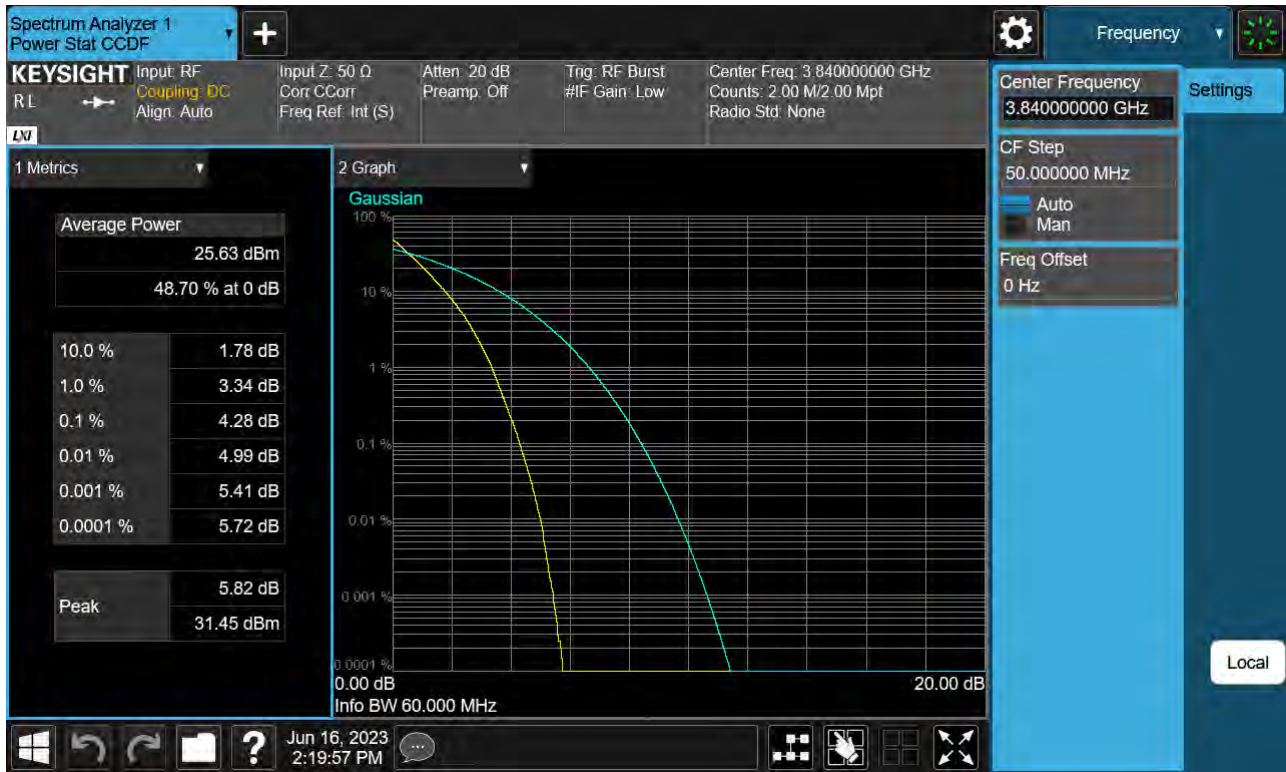 Spectrum Analyzer 1
Power Stat CCDF
+
Frequency
KEYSIGHT
RL
LXI
Input: RF
Coupling: DC
Align: Auto
Input Z: 50 Ω
Corr CCorr
Freq Ref: Int (S)
Atten: 20 dB
Preamp: Off
Trig: RF Burst
#IF Gain: Low
Center Freq: 3.840000000 GHz
Counts: 2.00 M/2.00 Mpt
Radio Std: None
Center Frequency
3.840000000 GHz
Settings
CF Step
50.000000 MHz
Auto
Man
Freq Offset
0 Hz
Local
1 Metrics
Average Power
25.63 dBm
48.70 % at 0 dB
10.0 % 1.78 dB
1.0 % 3.34 dB
0.1 % 4.28 dB
0.01 % 4.99 dB
0.001 % 5.41 dB
0.0001 % 5.72 dB
Peak
5.82 dB
31.45 dBm
2 Graph
Gaussian
100 %
10 %
1 %
0.1 %
0.01 %
0.001 %
0.0001 %
0.00 dB 20.00 dB
Info BW 60.000 MHz
?
Jun 16, 2023
2:19:57 PM